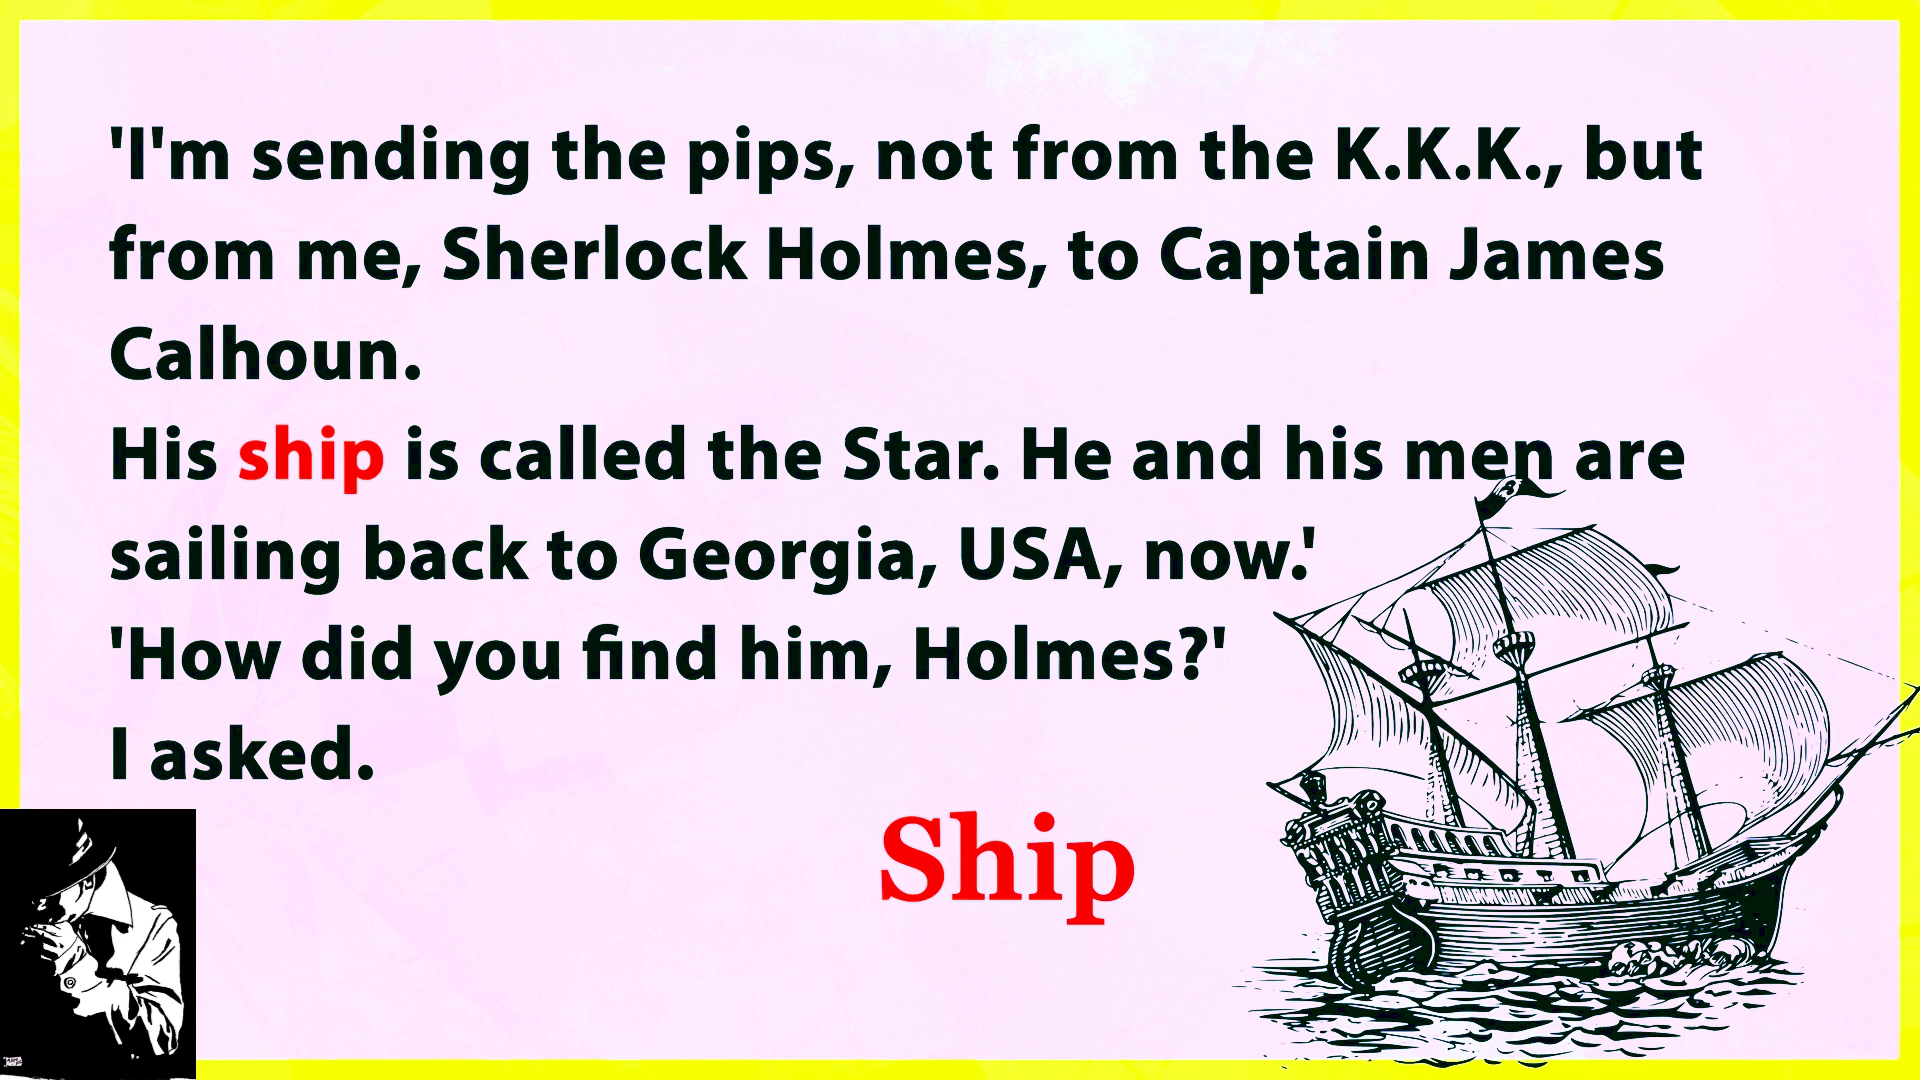 'I'm sending the pips, not from the K.K.K., but
from me, Sherlock Holmes, to Captain James
Calhoun.
His ship is called the Star. He and his men are
sailing back to Georgia, USA, now.'
'How did you find him, Holmes?'
I asked.
Ship